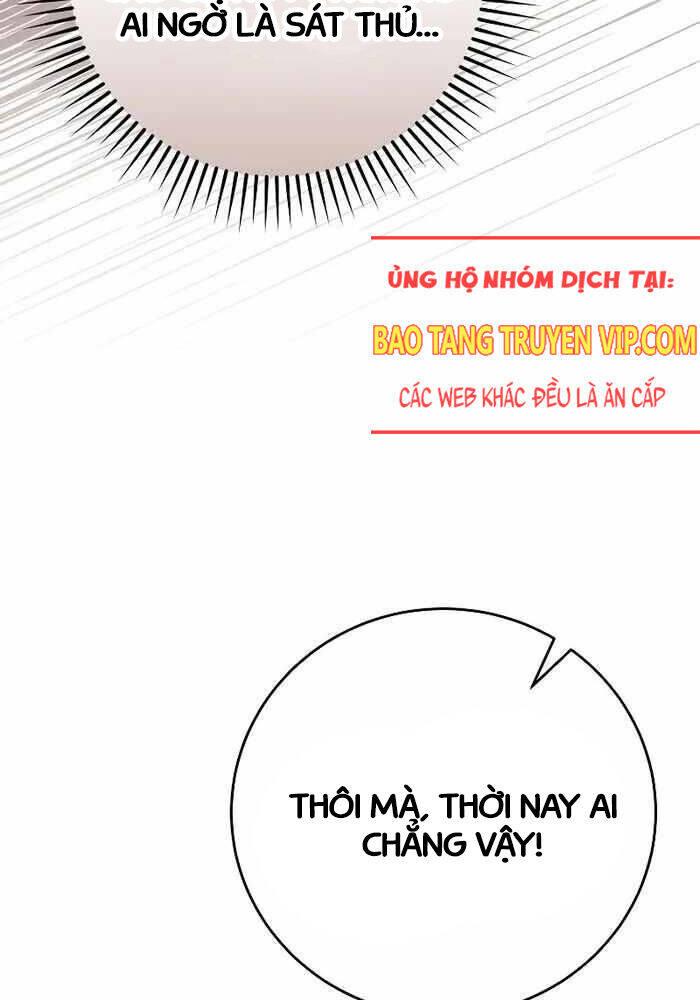 AI NGỜ LÀ SÁT THỦ...
ỦNG HỘ NHÓM DỊCH TẠI:
BAO TANG TRUYEN VIP.COM
CÁC WEB KHÁC ĐỀU LÀ ĂN CẮP
THÔI MÀ, THỜI NAY AI
CHẲNG VẬY!